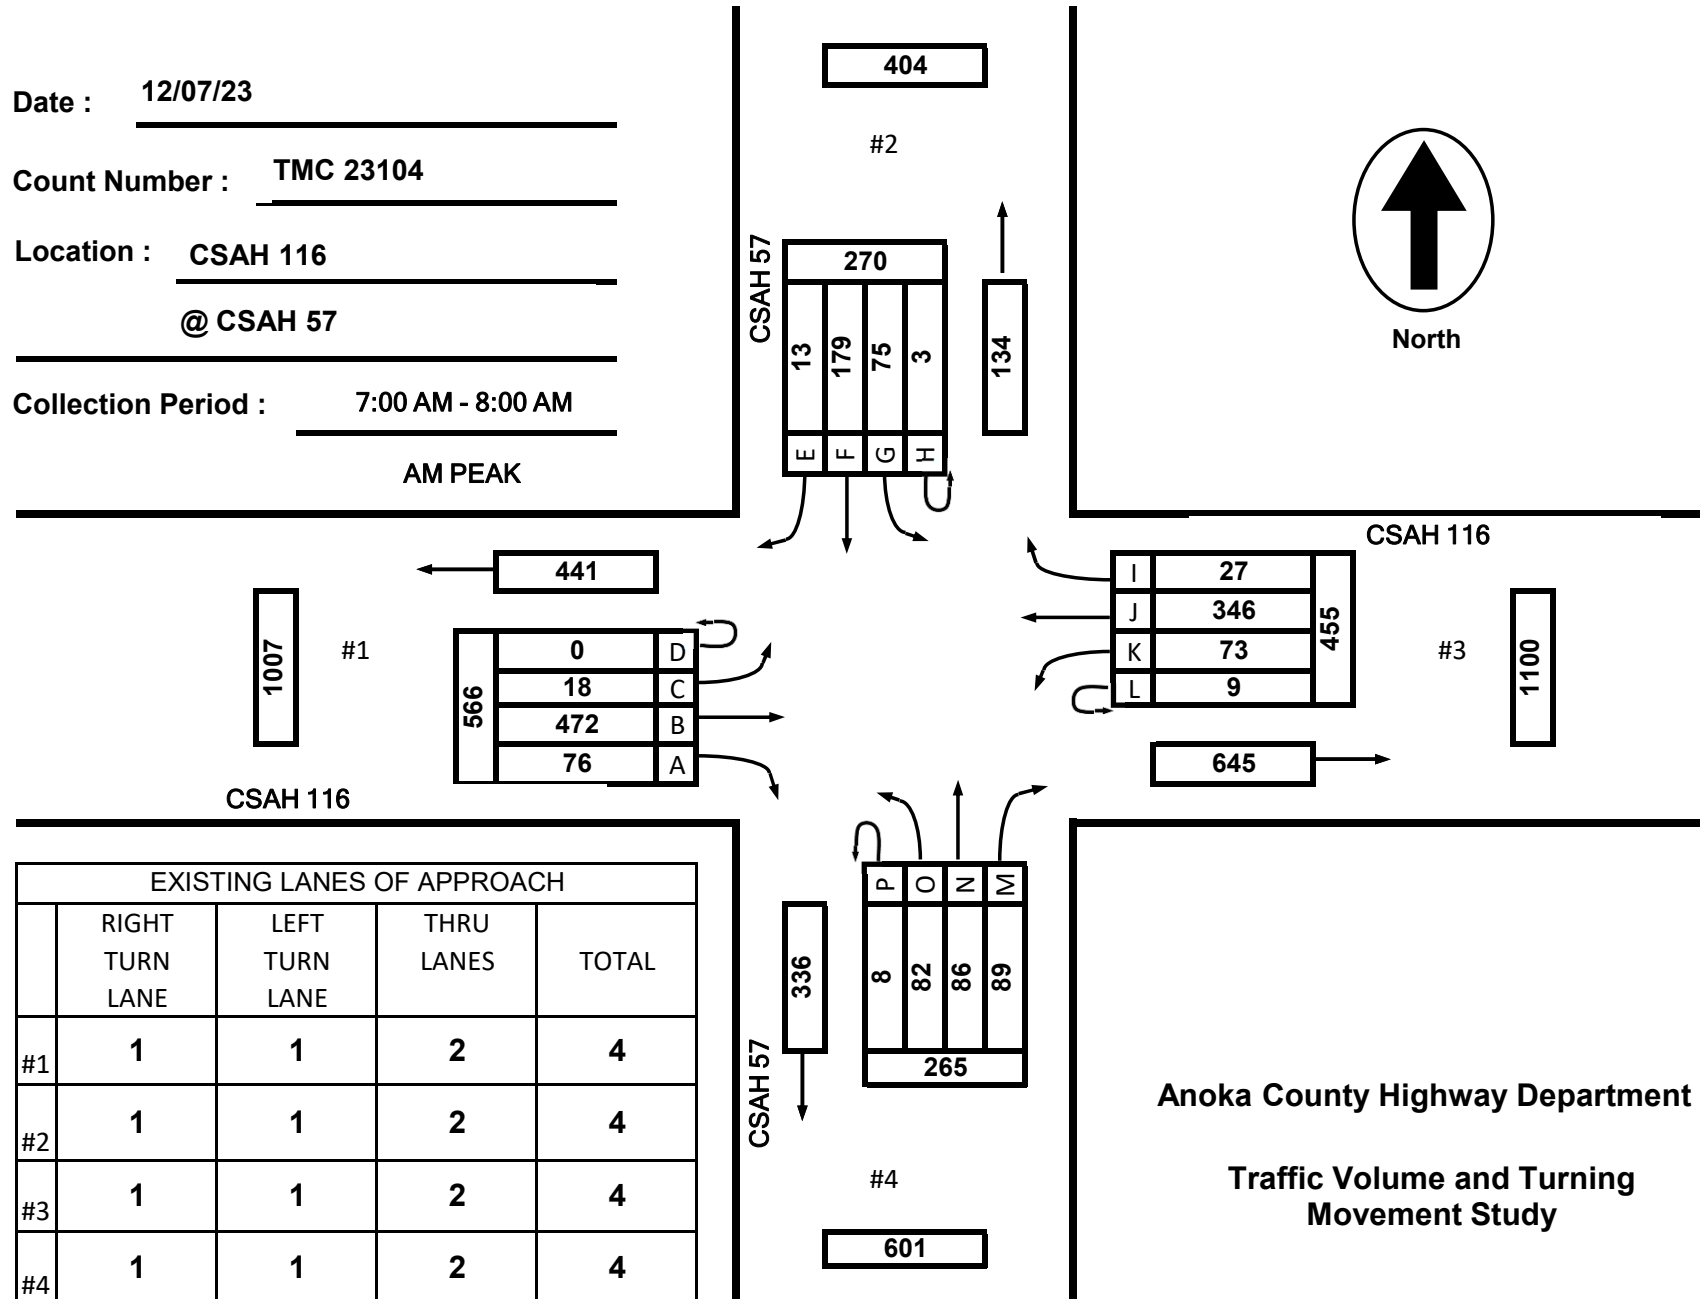 Date : 12/07/23
Count Number : TMC 23104
Location : CSAH 116
@ CSAH 57
Collection Period : 7:00 AM - 8:00 AM
AM PEAK
404
#2
CSAH 57
270
13 179 75 3
E F G H
134
North
CSAH 116
441
1007
#1
566
0 D
18 C
472 B
76 A
CSAH 116
I 27
J 346
K 73
L 9
455
#3
1100
645
P O N M
8 82 86 89
265
336
CSAH 57
#4
601
EXISTING LANES OF APPROACH
RIGHT TURN LANE
LEFT TURN LANE
THRU LANES
TOTAL
#1 1 1 2 4
#2 1 1 2 4
#3 1 1 2 4
#4 1 1 2 4
Anoka County Highway Department
Traffic Volume and Turning
Movement Study